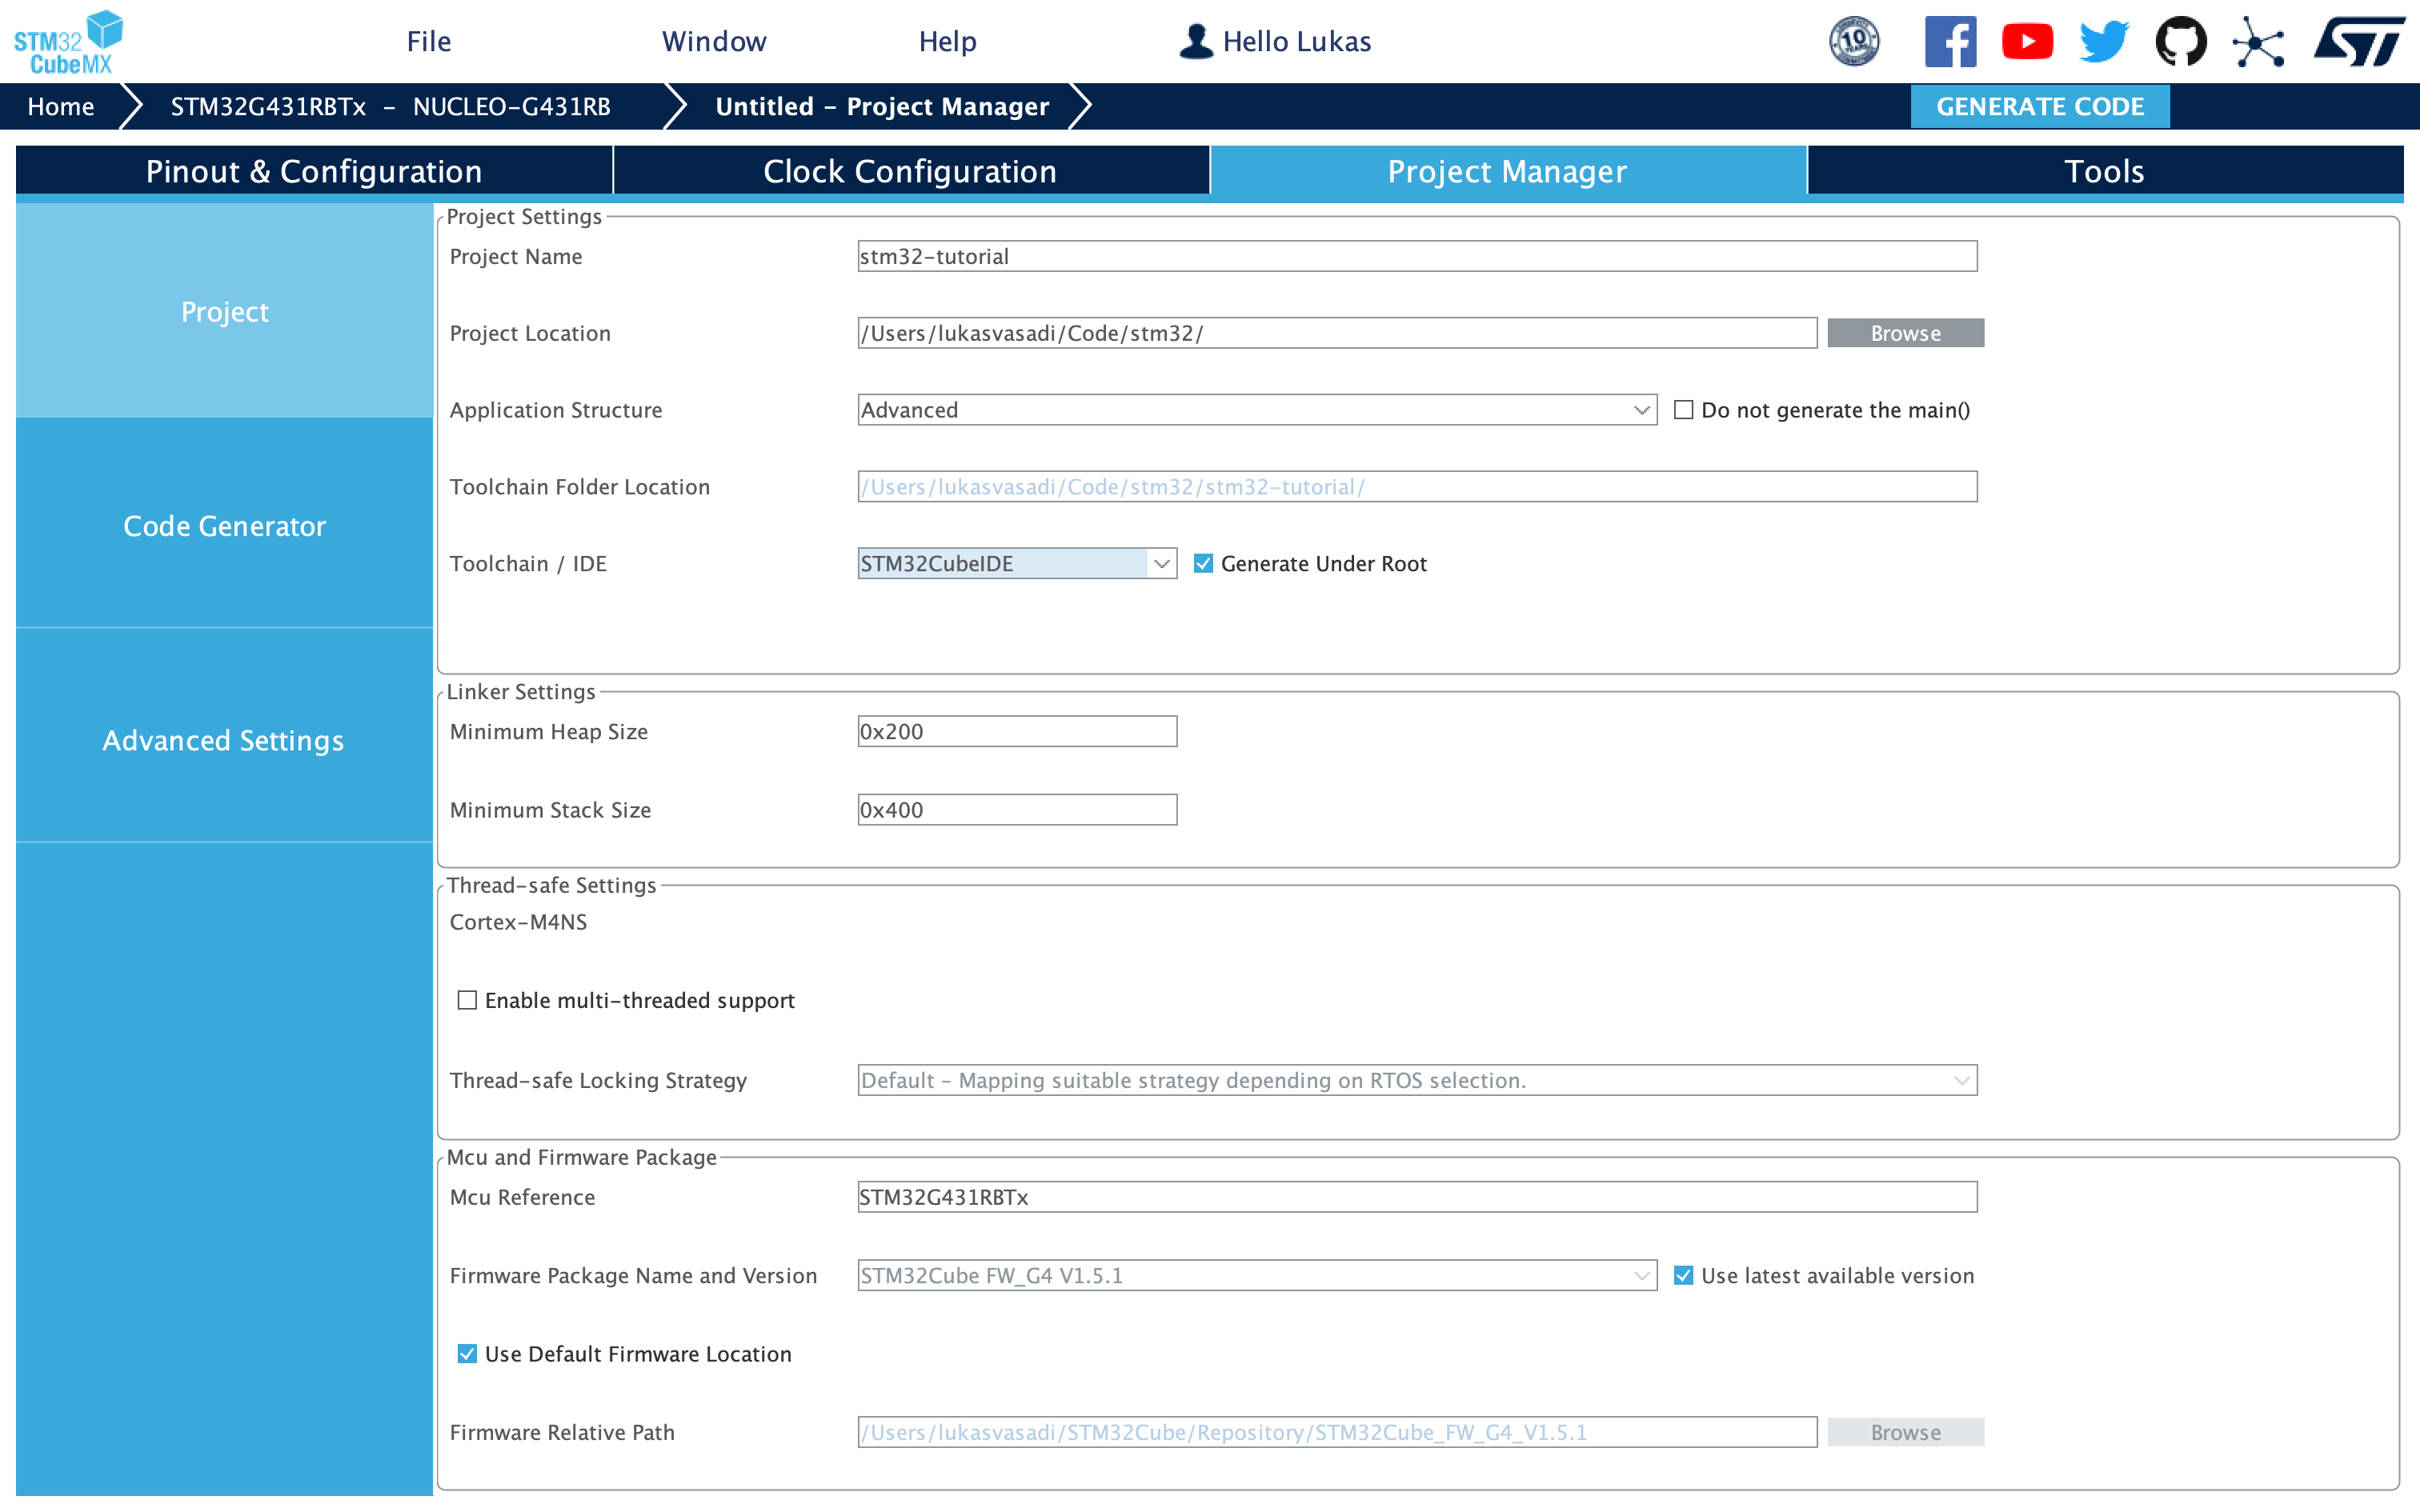 STM32
CubeMX
File Window Help Hello Lukas
10
Home STM32G431RBTx - NUCLEO-G431RB Untitled - Project Manager GENERATE CODE
Pinout & Configuration Clock Configuration Project Manager Tools
Project
Code Generator
Advanced Settings
Project Settings
Project Name stm32-tutorial
Project Location /Users/lukasvasadi/Code/stm32/ Browse
Application Structure Advanced Do not generate the main()
Toolchain Folder Location /Users/lukasvasadi/Code/stm32/stm32-tutorial/
Toolchain / IDE STM32CubeIDE Generate Under Root
Linker Settings
Minimum Heap Size 0x200
Minimum Stack Size 0x400
Thread-safe Settings
Cortex-M4NS
Enable multi-threaded support
Thread-safe Locking Strategy Default - Mapping suitable strategy depending on RTOS selection.
Mcu and Firmware Package
Mcu Reference STM32G431RBTx
Firmware Package Name and Version STM32Cube FW_G4 V1.5.1 Use latest available version
Use Default Firmware Location
Firmware Relative Path /Users/lukasvasadi/STM32Cube/Repository/STM32Cube_FW_G4_V1.5.1 Browse